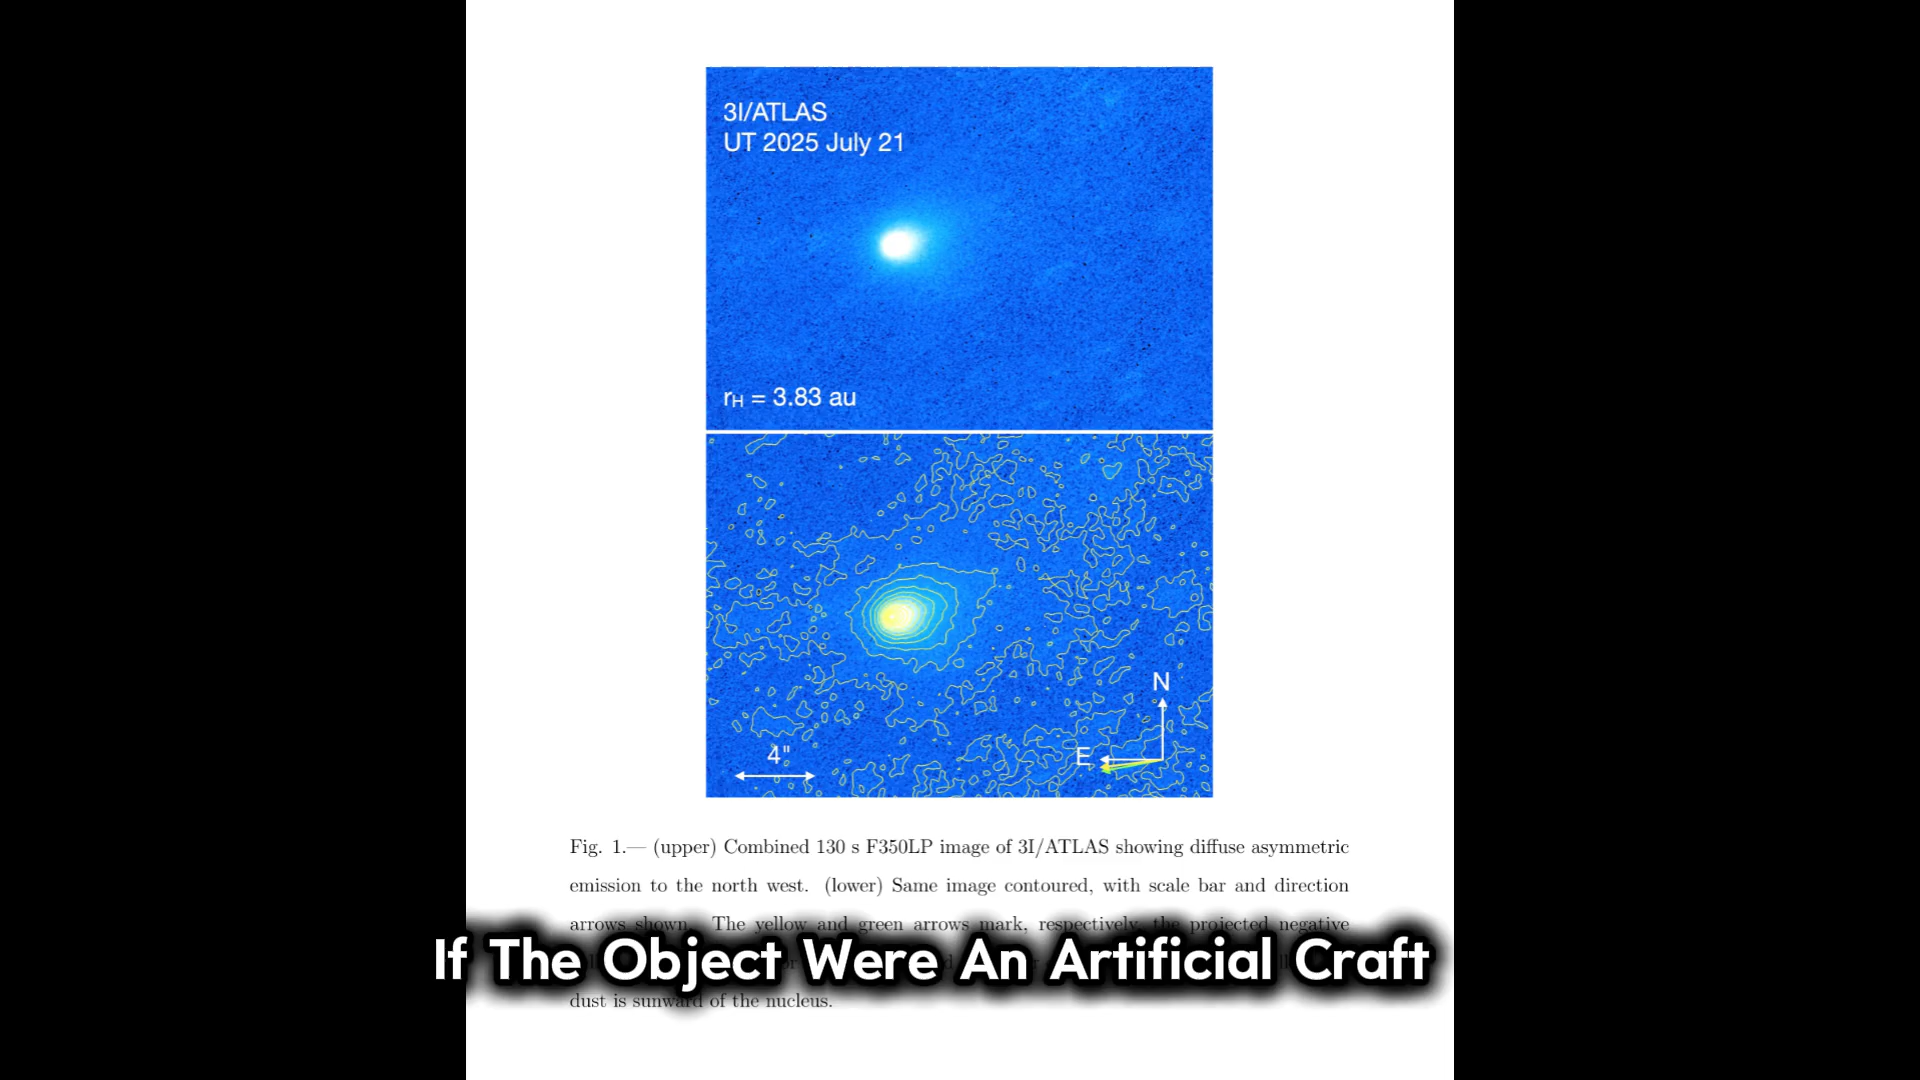 3I/ATLAS
UT 2025 July 21
rH = 3.83 au
N
4"
E
Fig. 1.— (upper) Combined 130 s F350LP image of 3I/ATLAS showing diffuse asymmetric
emission to the north west. (lower) Same image contoured, with scale bar and direction
arrows shown. The yellow and green arrows mark, respectively, the projected negative
If The Object Were An Artificial Craft
dust is sunward of the nucleus.